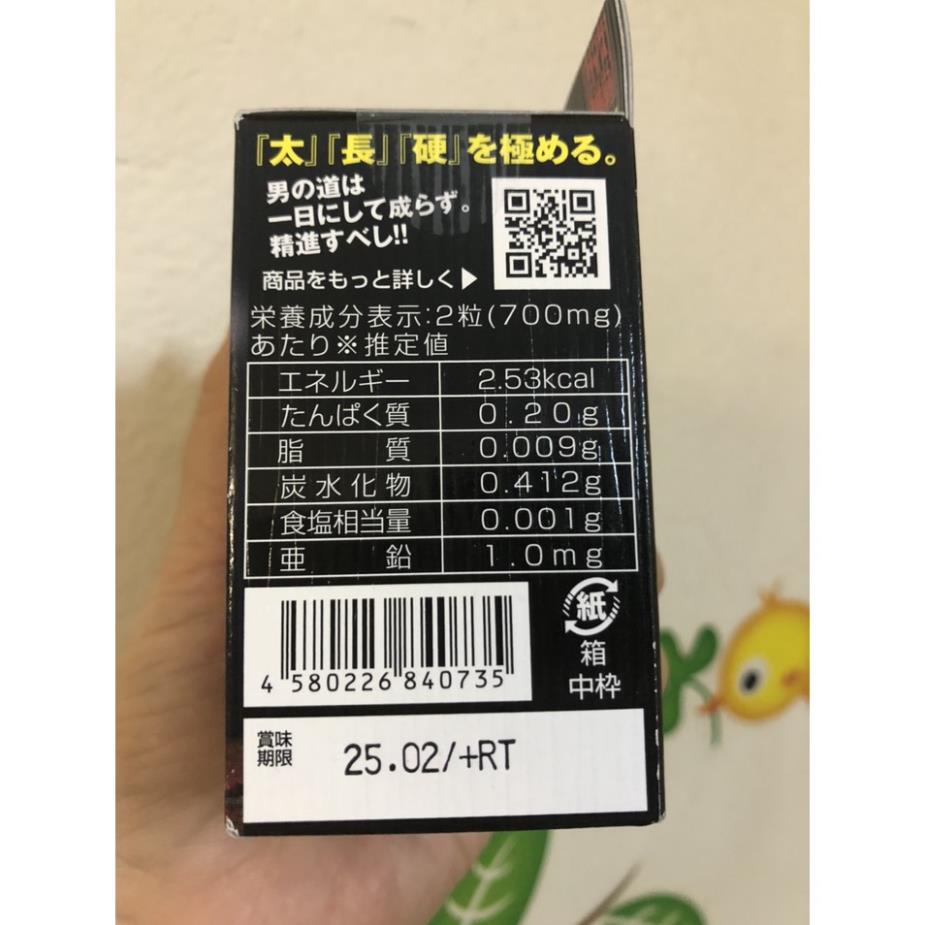 『太』『長』『硬』を極める。
男の道は
一日にして成らず。
精進すべし!!
商品をもっと詳しく▶
栄養成分表示:2粒(700mg)
あたり※推定値
エネルギー 2.53kcal
たんぱく質 0.20g
脂質 0.009g
炭水化物 0.412g
食塩相当量 0.001g
亜鉛 1.0mg
紙
箱
中枠
4 580226 840735
賞味
期限
25.02/+RT